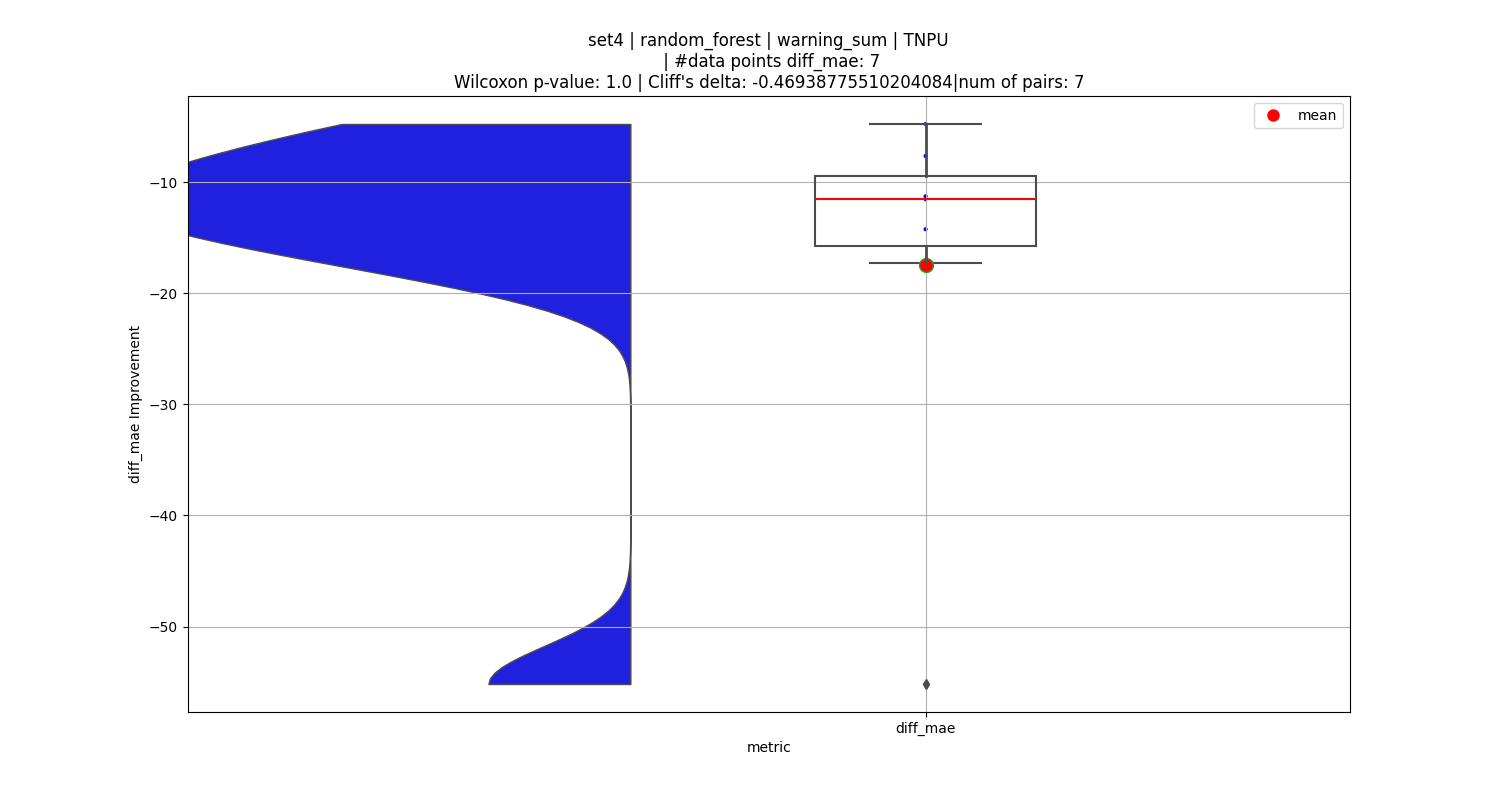 set4 | random_forest | warning_sum | TNPU
| #data points diff_mae: 7
Wilcoxon p-value: 1.0 | Cliff's delta: -0.46938775510204084|num of pairs: 7
mean
−10
−20
−30
−40
−50
diff_mae Improvement
diff_mae
metric